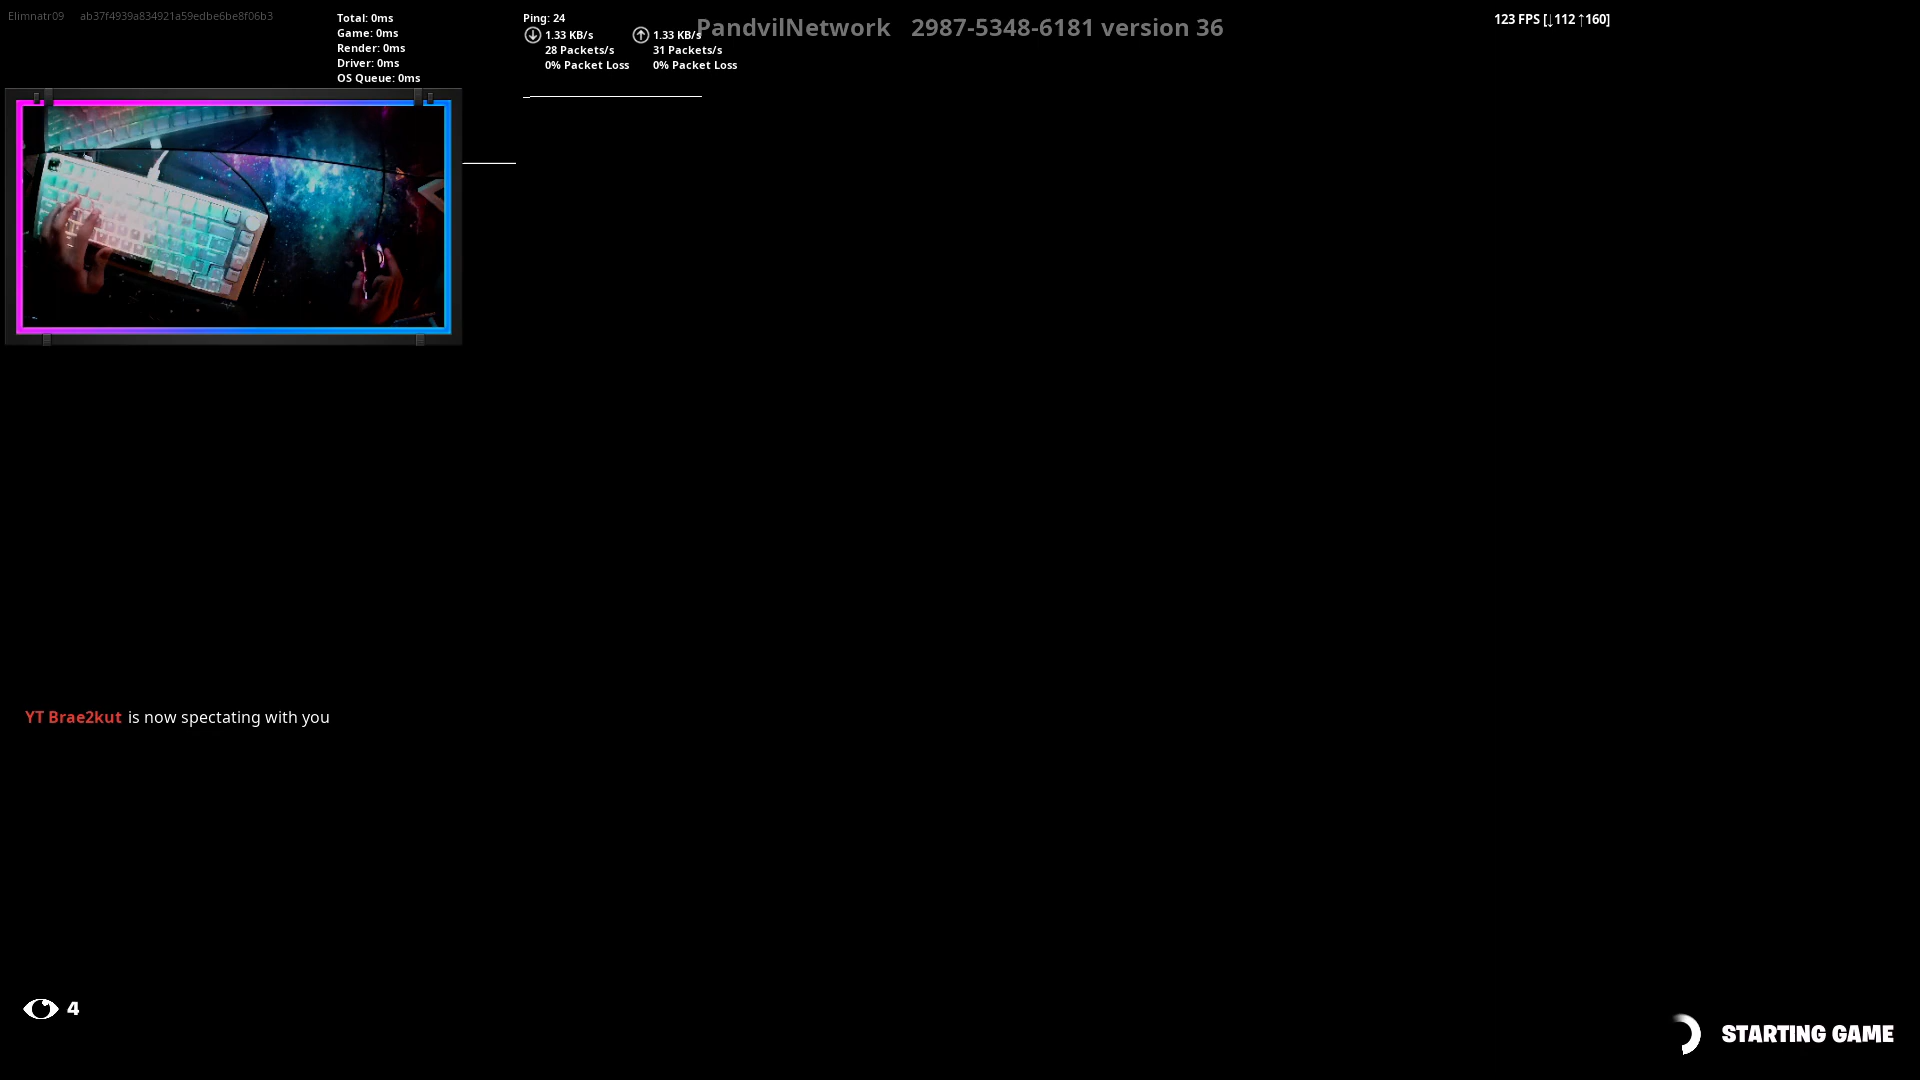 Elimnatr09 ab37f4939a834921a59edbe6be8f06b3
Total: 0ms
Game: 0ms
Render: 0ms
Driver: 0ms
OS Queue: 0ms
Ping: 24
1.33 KB/s 1.33 KB/s
28 Packets/s 31 Packets/s
0% Packet Loss 0% Packet Loss
PandvilNetwork 2987-5348-6181 version 36
123 FPS [↓112 ↑160]
YT Brae2kut is now spectating with you
4
STARTING GAME